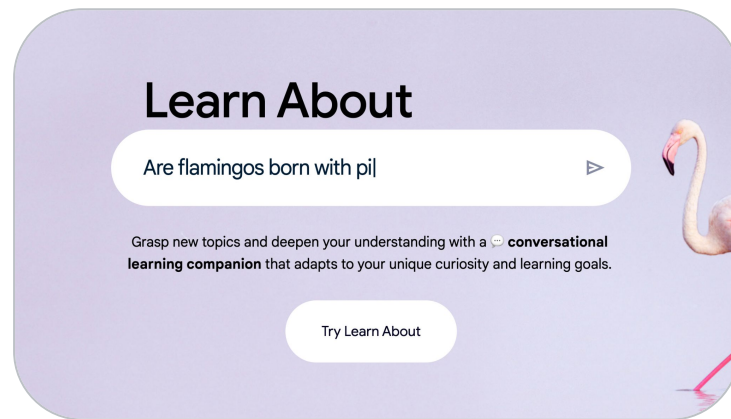 Learn About
Are flamingos born with pi
Grasp new topics and deepen your understanding with a 💬 conversational
learning companion that adapts to your unique curiosity and learning goals.
Try Learn About